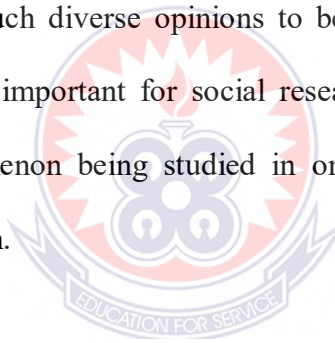 uch diverse opinions to be
important for social resea
enon being studied in or
n.
EDUCATION FOR SERVICE